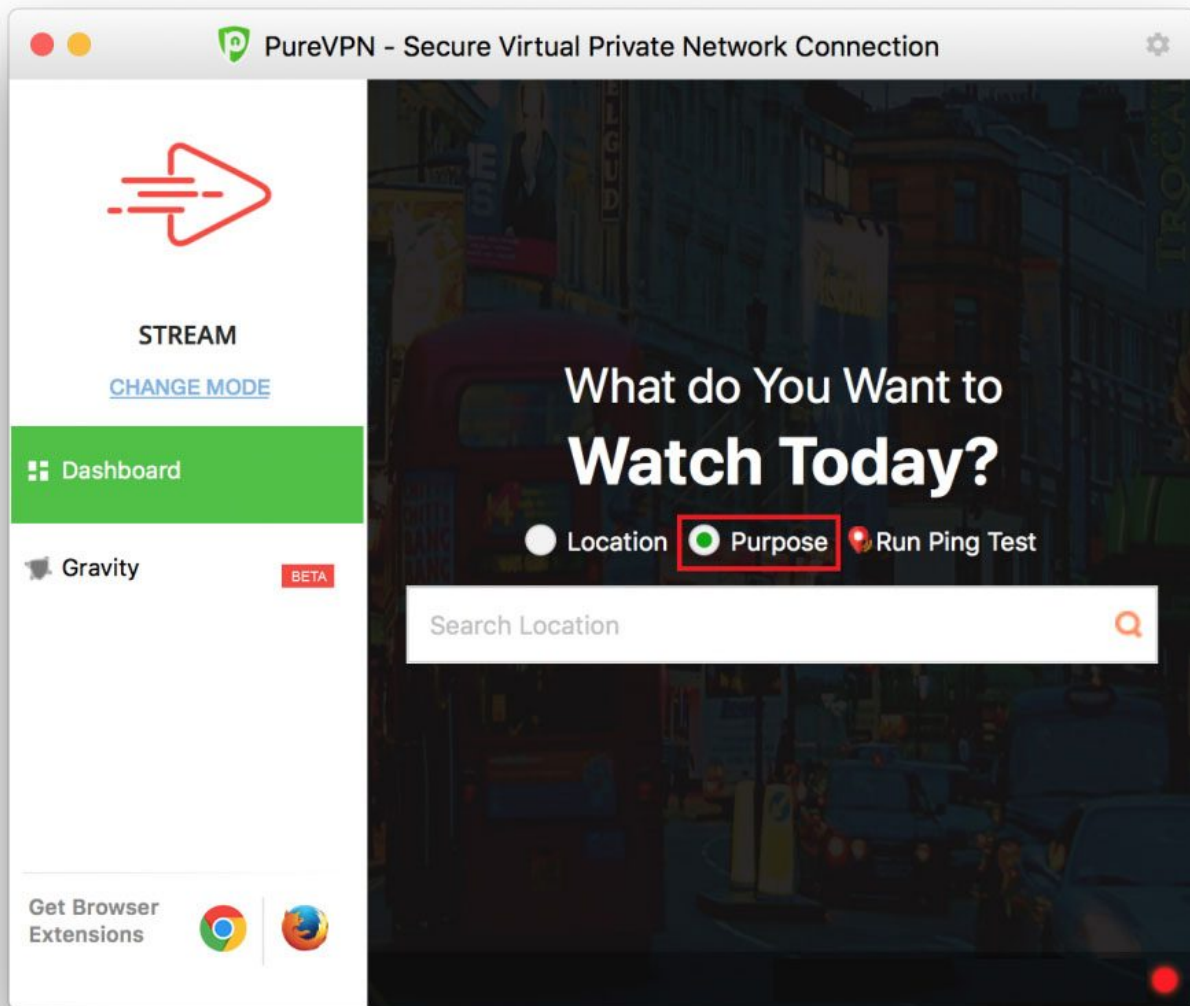 PureVPN - Secure Virtual Private Network Connection
STREAM
CHANGE MODE
Dashboard
Gravity
BETA
Get Browser
Extensions
What do You Want to
Watch Today?
Location Purpose Run Ping Test
Search Location
TROCA